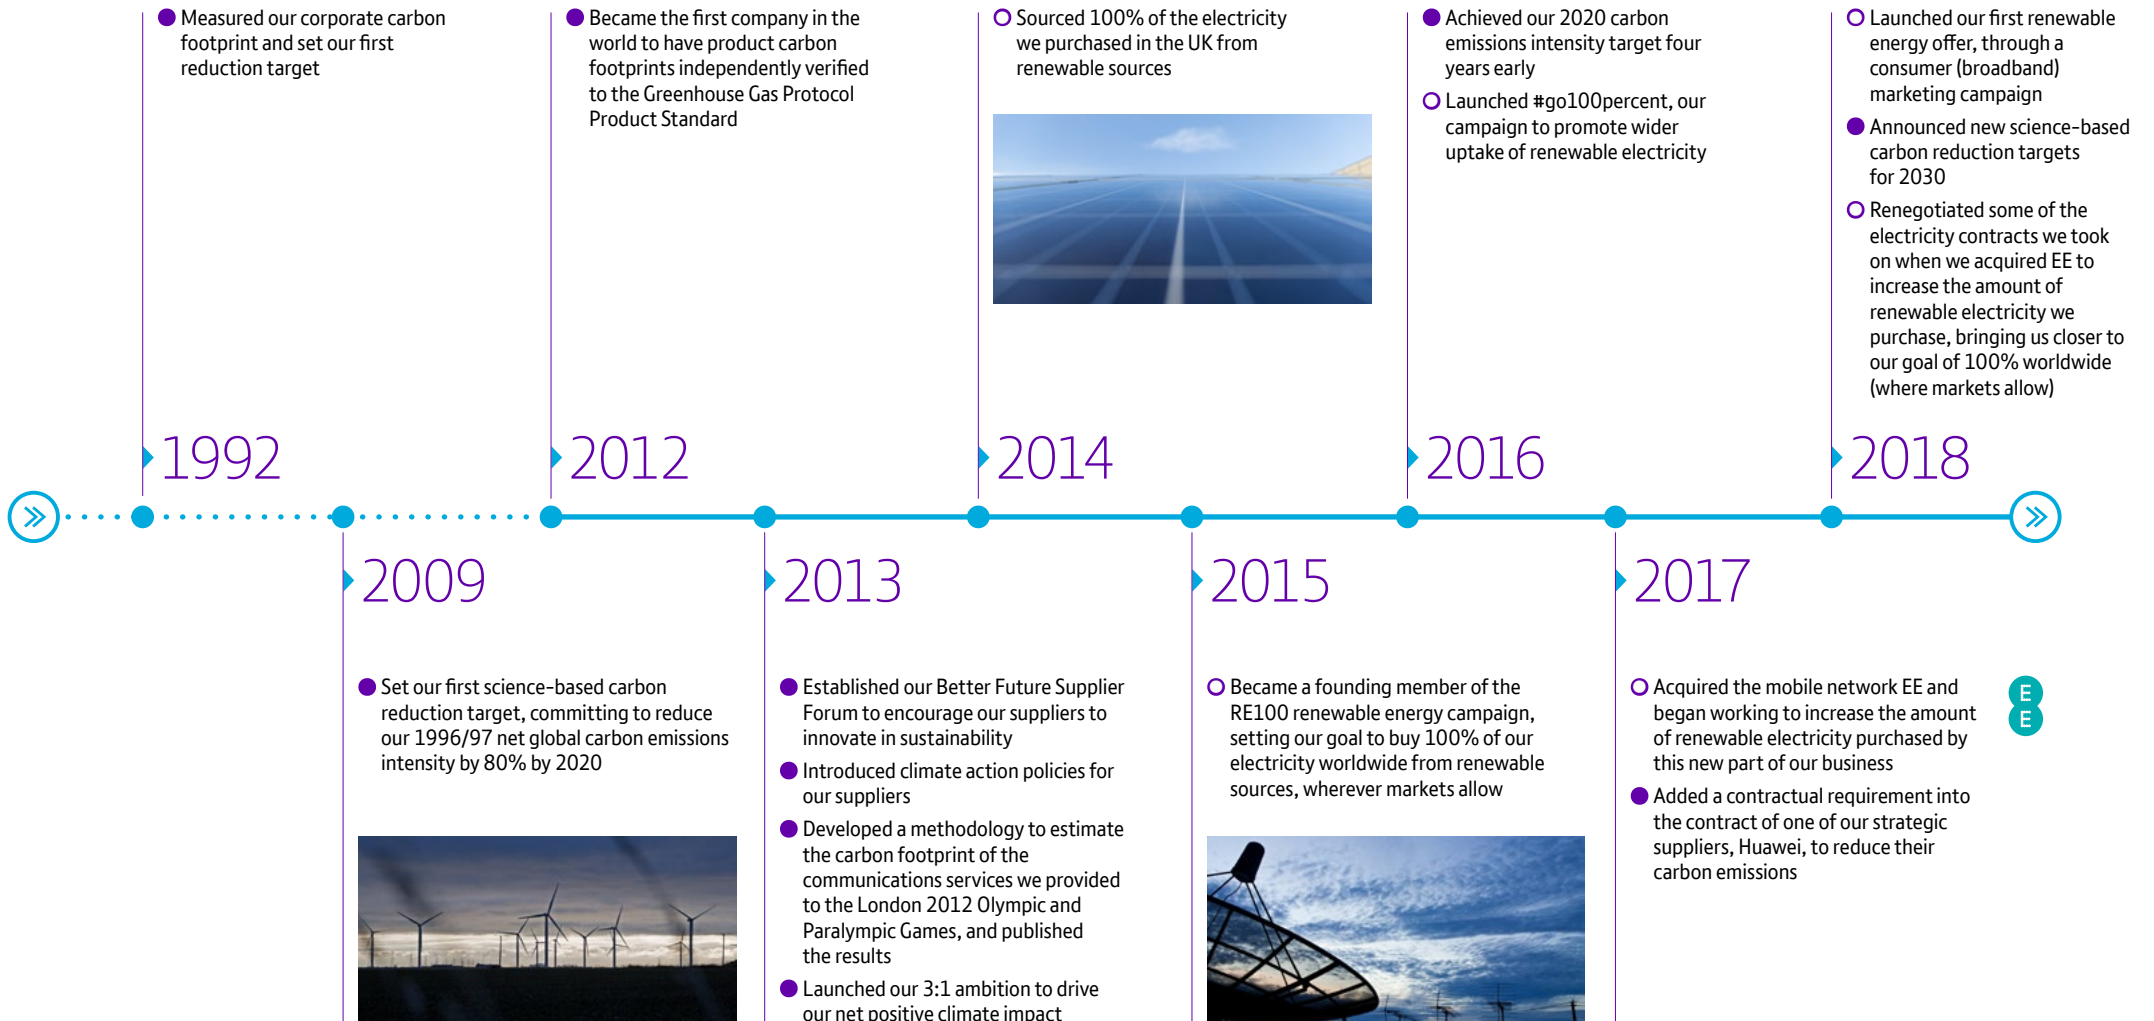 Measured our corporate carbon
footprint and set our first
reduction target
1992
Set our first science-based carbon
reduction target, committing to reduce
our 1996/97 net global carbon emissions
intensity by 80% by 2020
2009
Became the first company in the
world to have product carbon
footprints independently verified
to the Greenhouse Gas Protocol
Product Standard
2012
2013
Established our Better Future Supplier
Forum to encourage our suppliers to
innovate in sustainability
Introduced climate action policies for
our suppliers
Developed a methodology to estimate
the carbon footprint of the
communications services we provided
to the London 2012 Olympic and
Paralympic Games, and published
the results
Launched our 3:1 ambition to drive
our net positive climate impact
Sourced 100% of the electricity
we purchased in the UK from
renewable sources
2014
2015
Became a founding member of the
RE100 renewable energy campaign,
setting our goal to buy 100% of our
electricity worldwide from renewable
sources, wherever markets allow
Achieved our 2020 carbon
emissions intensity target four
years early
Launched #go100percent, our
campaign to promote wider
uptake of renewable electricity
2016
2017
Acquired the mobile network EE and
began working to increase the amount
of renewable electricity purchased by
this new part of our business
E
E
Added a contractual requirement into
the contract of one of our strategic
suppliers, Huawei, to reduce their
carbon emissions
Launched our first renewable
energy offer, through a
consumer (broadband)
marketing campaign
Announced new science-based
carbon reduction targets
for 2030
Renegotiated some of the
electricity contracts we took
on when we acquired EE to
increase the amount of
renewable electricity we
purchase, bringing us closer to
our goal of 100% worldwide
(where markets allow)
2018